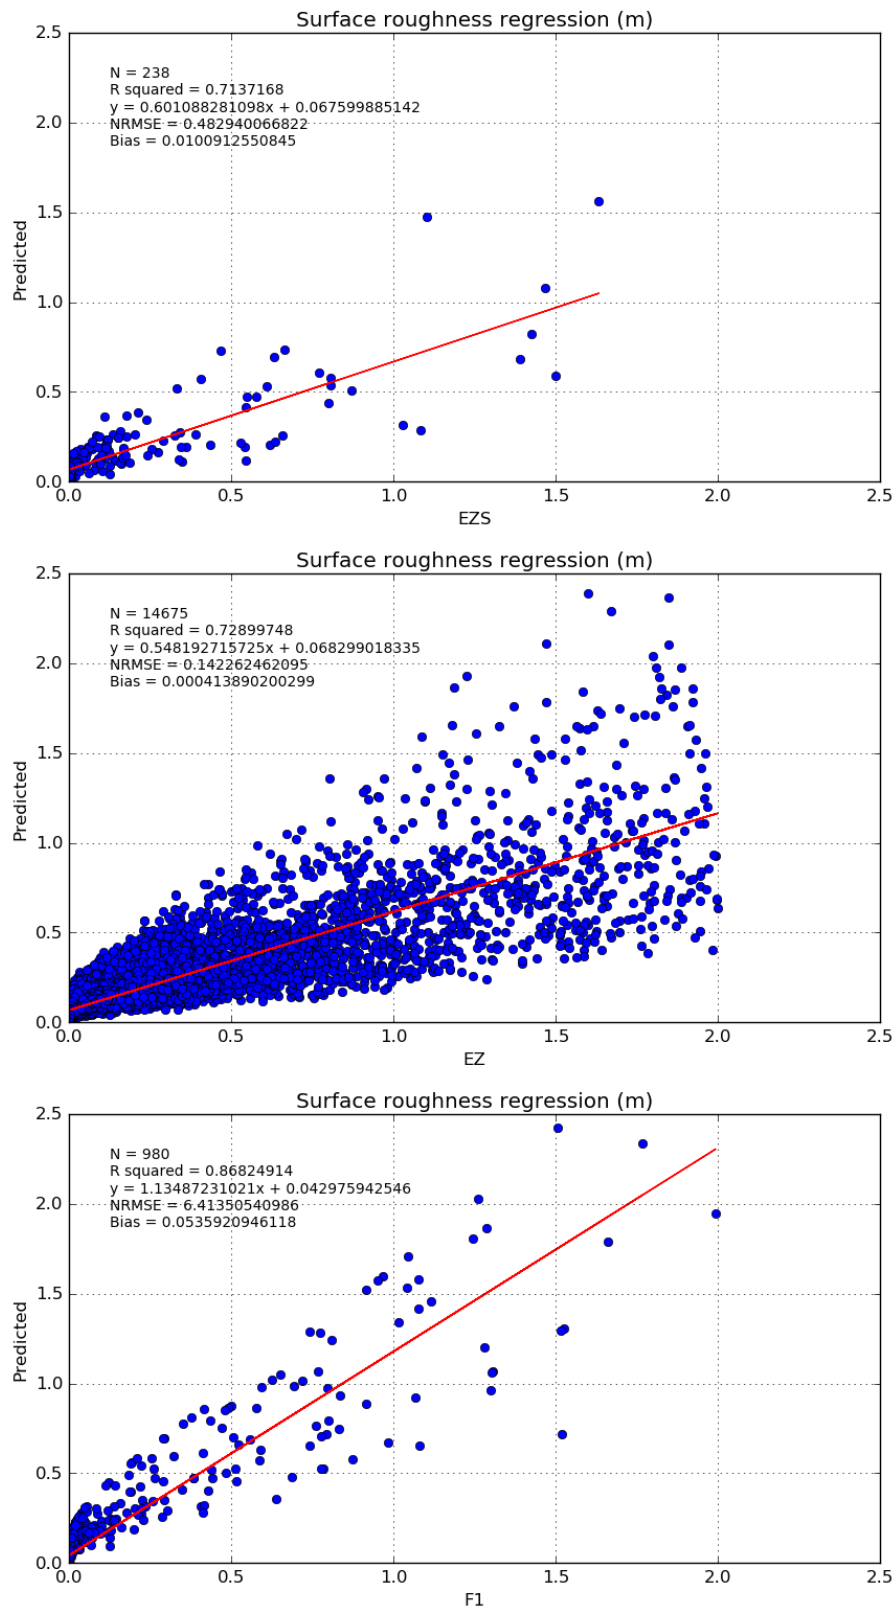 Surface roughness regression (m)
2.5
N = 238
R squared = 0.7137168
y = 0.601088281098x + 0.067599885142
NRMSE = 0.482940066822
Bias = 0.0100912550845
2.0
1.5
Predicted
1.0
0.5
0.0
0.0 0.5 1.0 1.5 2.0 2.5
EZS
Surface roughness regression (m)
2.5
N = 14675
R squared = 0.72899748
y = 0.548192715725x + 0.068299018335
NRMSE = 0.142262462095
Bias = 0.000413890200299
2.0
1.5
Predicted
1.0
0.5
0.0
0.0 0.5 1.0 1.5 2.0 2.5
EZ
Surface roughness regression (m)
2.5
N = 980
R squared = 0.86824914
y = 1.13487231021x + 0.042975942546
NRMSE = 6.41350540986
Bias = 0.0535920946118
2.0
1.5
Predicted
1.0
0.5
0.0
0.0 0.5 1.0 1.5 2.0 2.5
F1